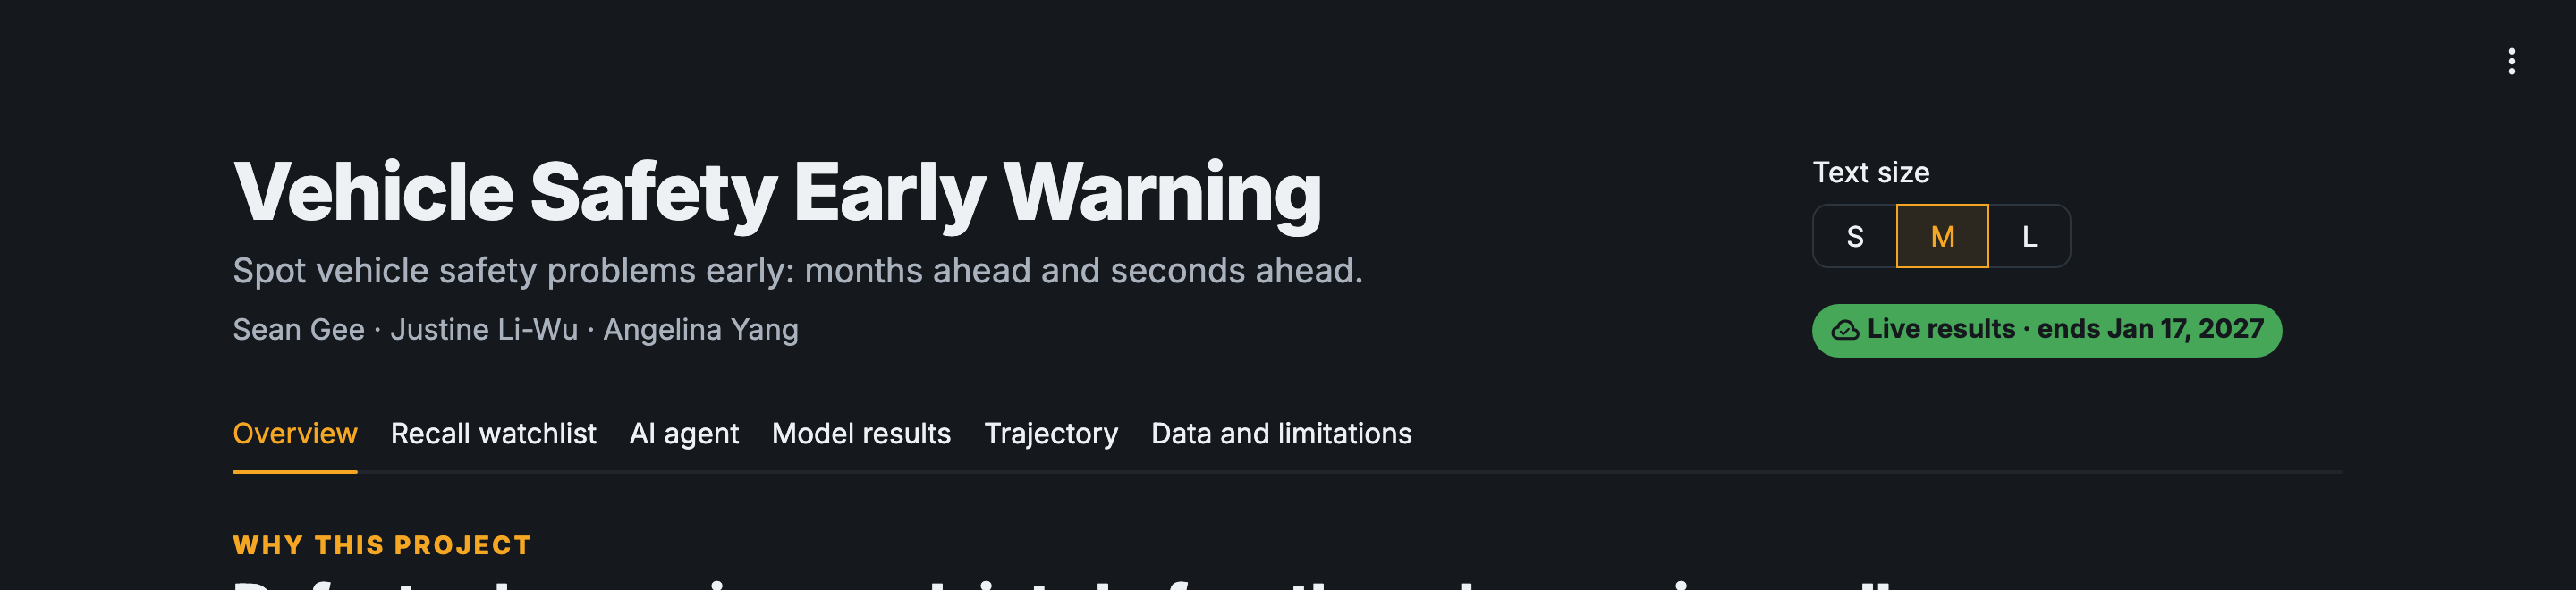 Vehicle Safety Early Warning
Spot vehicle safety problems early: months ahead and seconds ahead.
Sean Gee · Justine Li-Wu · Angelina Yang
Text size
S M L
Live results · ends Jan 17, 2027
Overview Recall watchlist AI agent Model results Trajectory Data and limitations
WHY THIS PROJECT